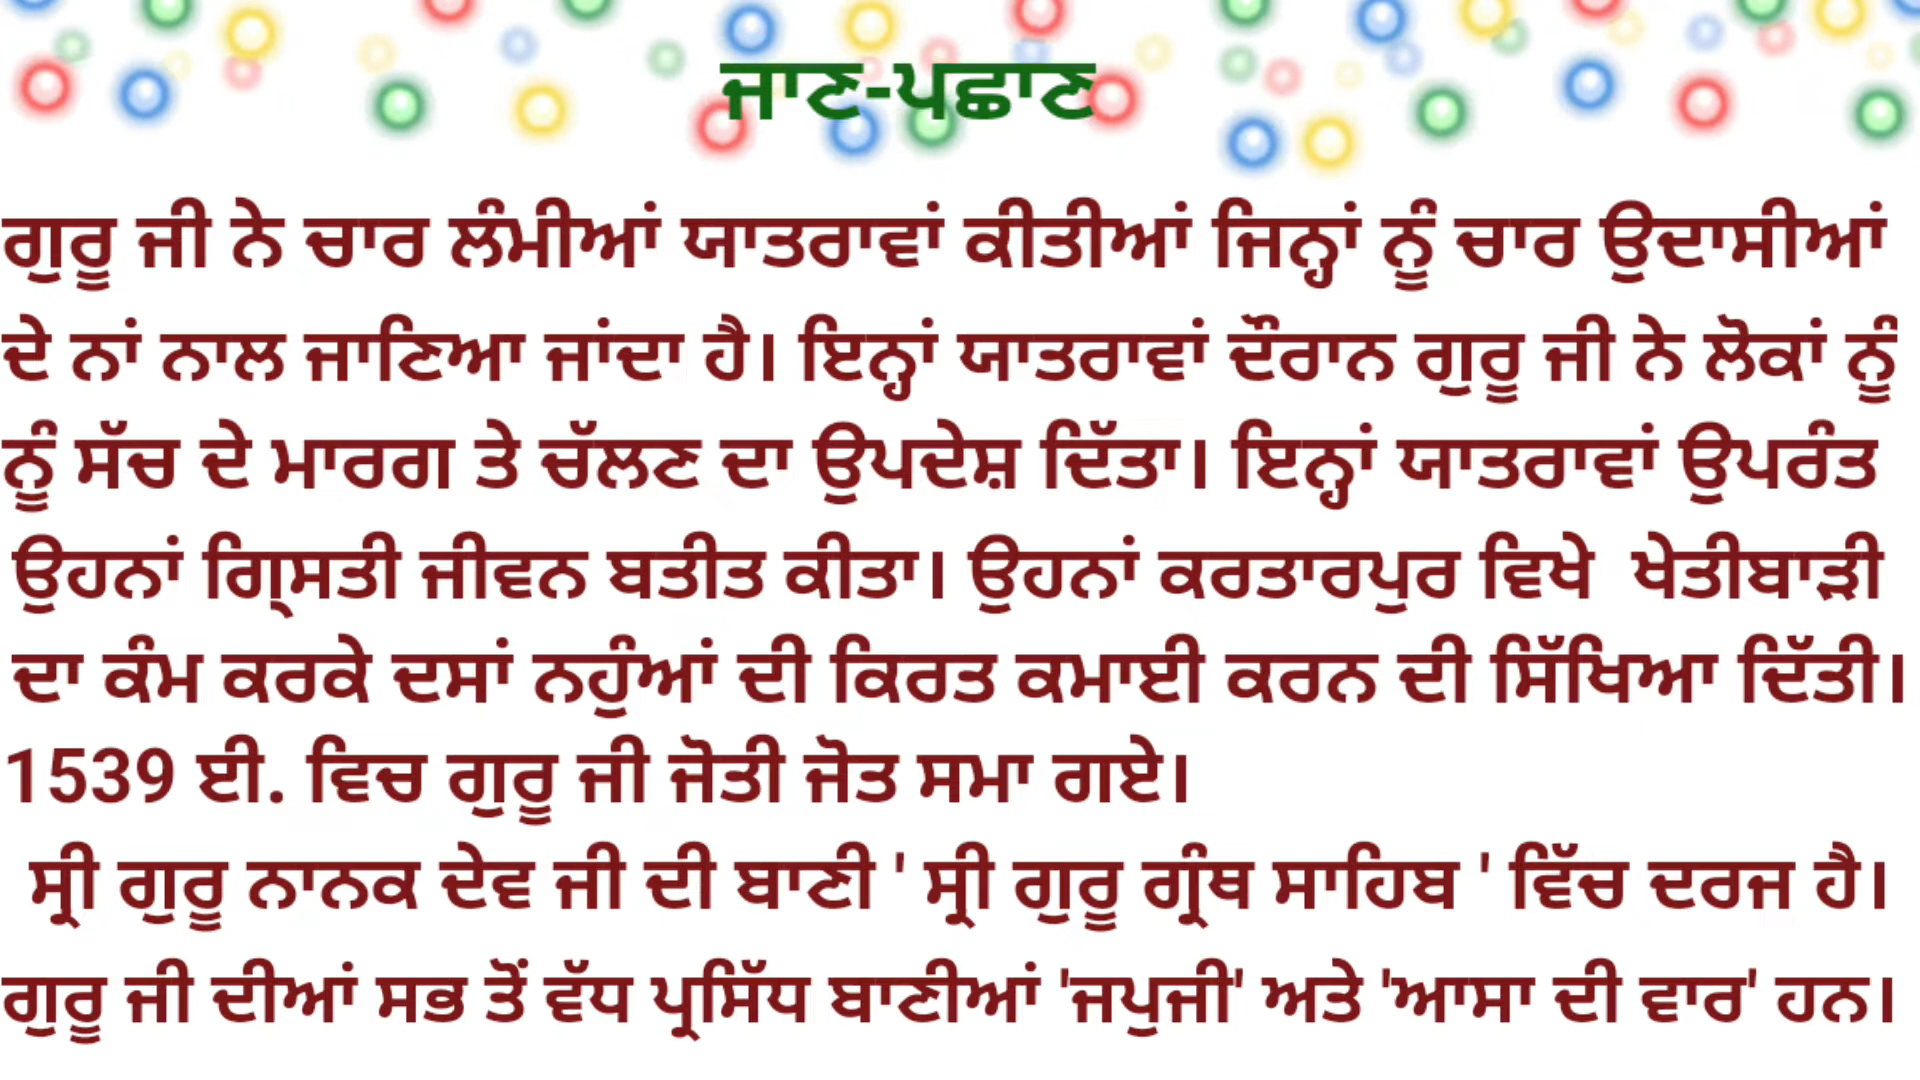 ਜਾਣ-ਪਛਾਣ
ਗੁਰੂ ਜੀ ਨੇ ਚਾਰ ਲੰਮੀਆਂ ਯਾਤਰਾਵਾਂ ਕੀਤੀਆਂ ਜਿਨ੍ਹਾਂ ਨੂੰ ਚਾਰ ਉਦਾਸੀਆਂ
ਦੇ ਨਾਂ ਨਾਲ ਜਾਣਿਆ ਜਾਂਦਾ ਹੈ। ਇਨ੍ਹਾਂ ਯਾਤਰਾਵਾਂ ਦੌਰਾਨ ਗੁਰੂ ਜੀ ਨੇ ਲੋਕਾਂ ਨੂੰ
ਨੂੰ ਸੱਚ ਦੇ ਮਾਰਗ ਤੇ ਚੱਲਣ ਦਾ ਉਪਦੇਸ਼ ਦਿੱਤਾ। ਇਨ੍ਹਾਂ ਯਾਤਰਾਵਾਂ ਉਪਰੰਤ
ਉਹਨਾਂ ਗ੍ਰਿਸਤੀ ਜੀਵਨ ਬਤੀਤ ਕੀਤਾ। ਉਹਨਾਂ ਕਰਤਾਰਪੁਰ ਵਿਖੇ ਖੇਤੀਬਾੜੀ
ਦਾ ਕੰਮ ਕਰਕੇ ਦਸਾਂ ਨਹੁੰਆਂ ਦੀ ਕਿਰਤ ਕਮਾਈ ਕਰਨ ਦੀ ਸਿੱਖਿਆ ਦਿੱਤੀ।
1539 ਈ. ਵਿਚ ਗੁਰੂ ਜੀ ਜੋਤੀ ਜੋਤ ਸਮਾ ਗਏ।
ਸ੍ਰੀ ਗੁਰੂ ਨਾਨਕ ਦੇਵ ਜੀ ਦੀ ਬਾਣੀ ' ਸ੍ਰੀ ਗੁਰੂ ਗ੍ਰੰਥ ਸਾਹਿਬ ' ਵਿੱਚ ਦਰਜ ਹੈ।
ਗੁਰੂ ਜੀ ਦੀਆਂ ਸਭ ਤੋਂ ਵੱਧ ਪ੍ਰਸਿੱਧ ਬਾਣੀਆਂ 'ਜਪੁਜੀ' ਅਤੇ 'ਆਸਾ ਦੀ ਵਾਰ' ਹਨ।